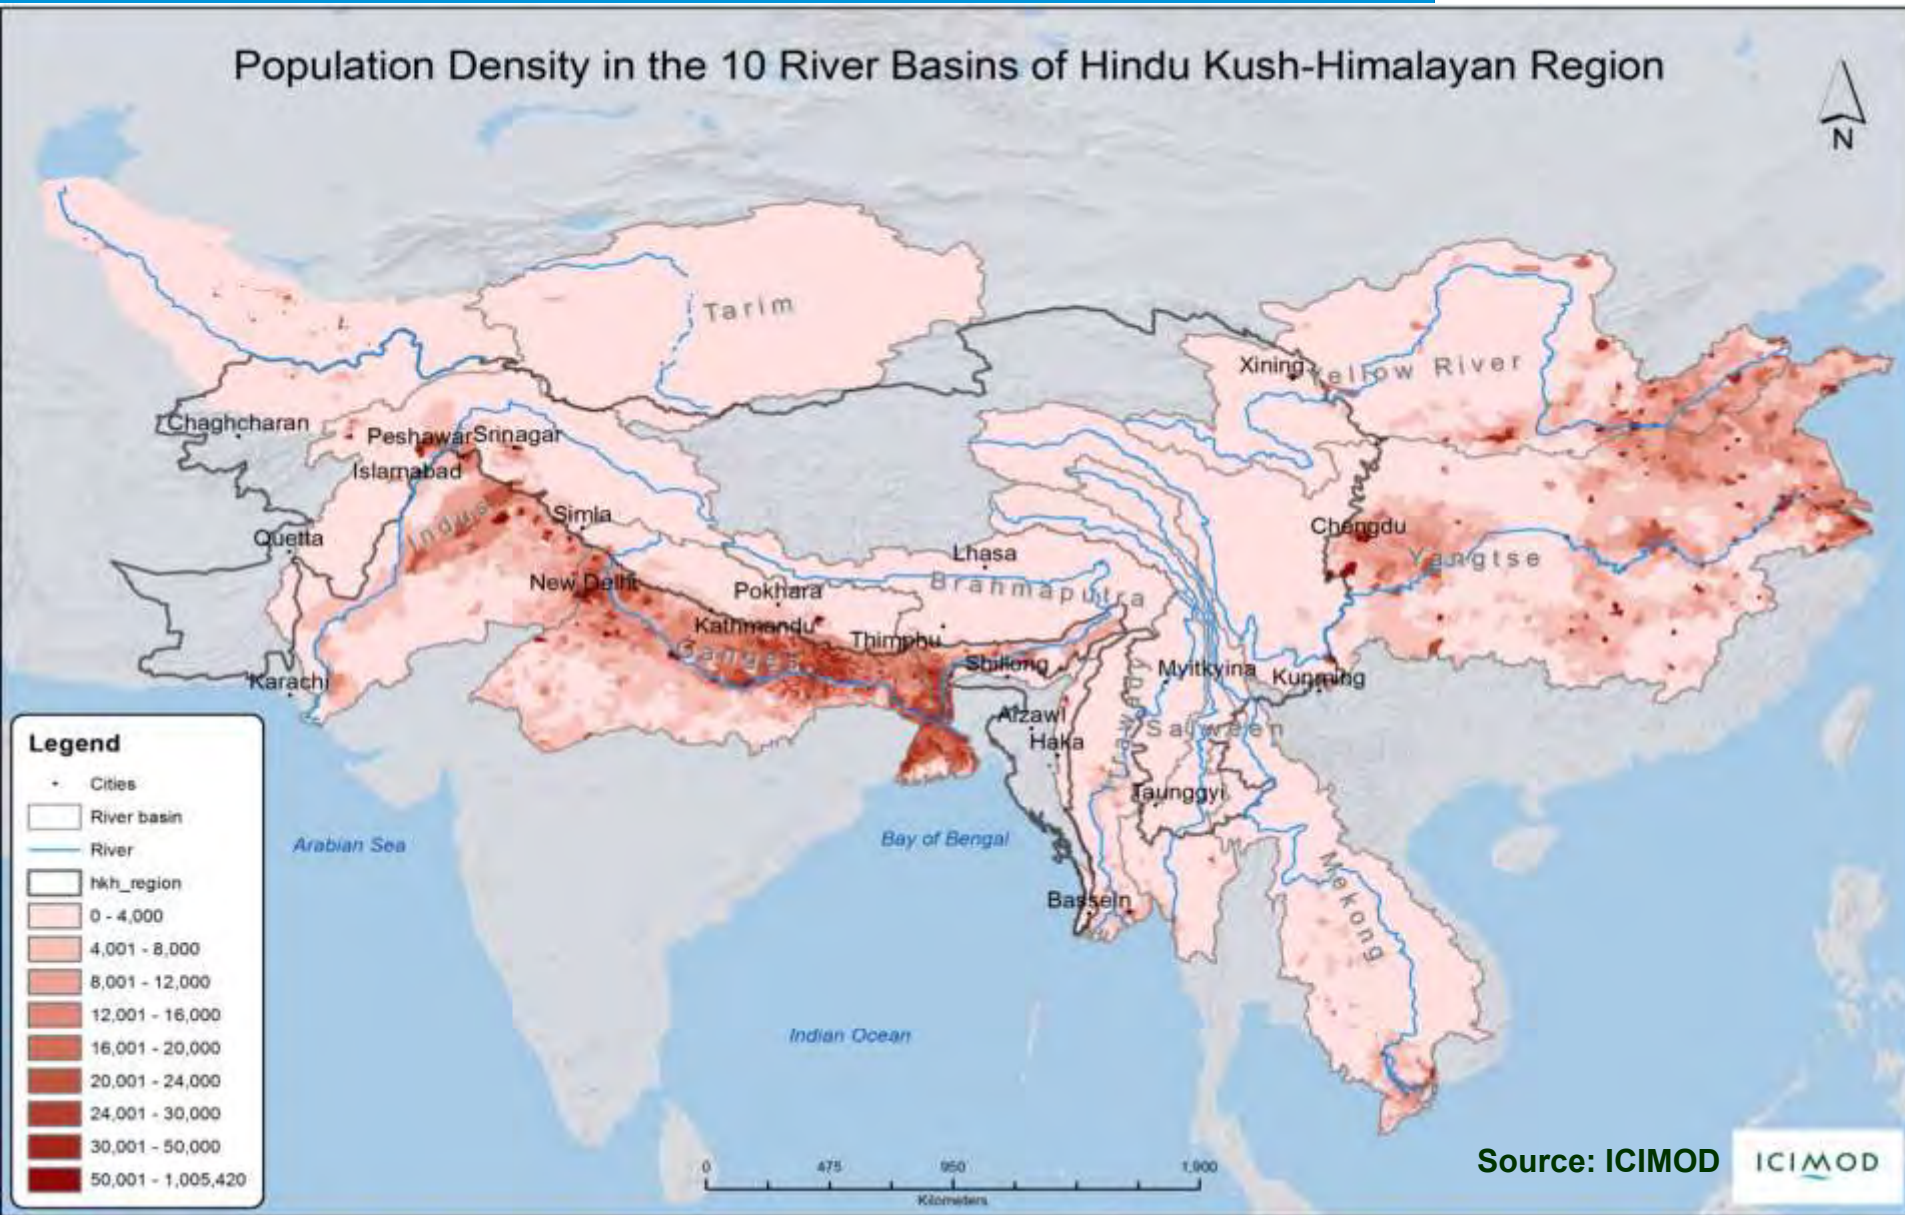 Population Density in the 10 River Basins of Hindu Kush-Himalayan Region
N
Tarim
Xining
Yellow River
Chaghcharan
Peshawar
Srinagar
Islamabad
Indus
Simla
Quetta
Chengdu
Yangtse
Lhasa
New Delhi
Pokhara
Brahmaputra
Kathmandu
Thimphu
Ganges
Shillong
Myitkyina
Kunming
Karachi
Aizawl
Salween
Haka
Irrawaddy
Taunggyi
Mekong
Bassein
Arabian Sea
Bay of Bengal
Indian Ocean
Legend
Cities
River basin
River
hkh_region
0 - 4,000
4,001 - 8,000
8,001 - 12,000
12,001 - 16,000
16,001 - 20,000
20,001 - 24,000
24,001 - 30,000
30,001 - 50,000
50,001 - 1,005,420
0 475 950 1,900
Kilometers
Source: ICIMOD
ICIMOD